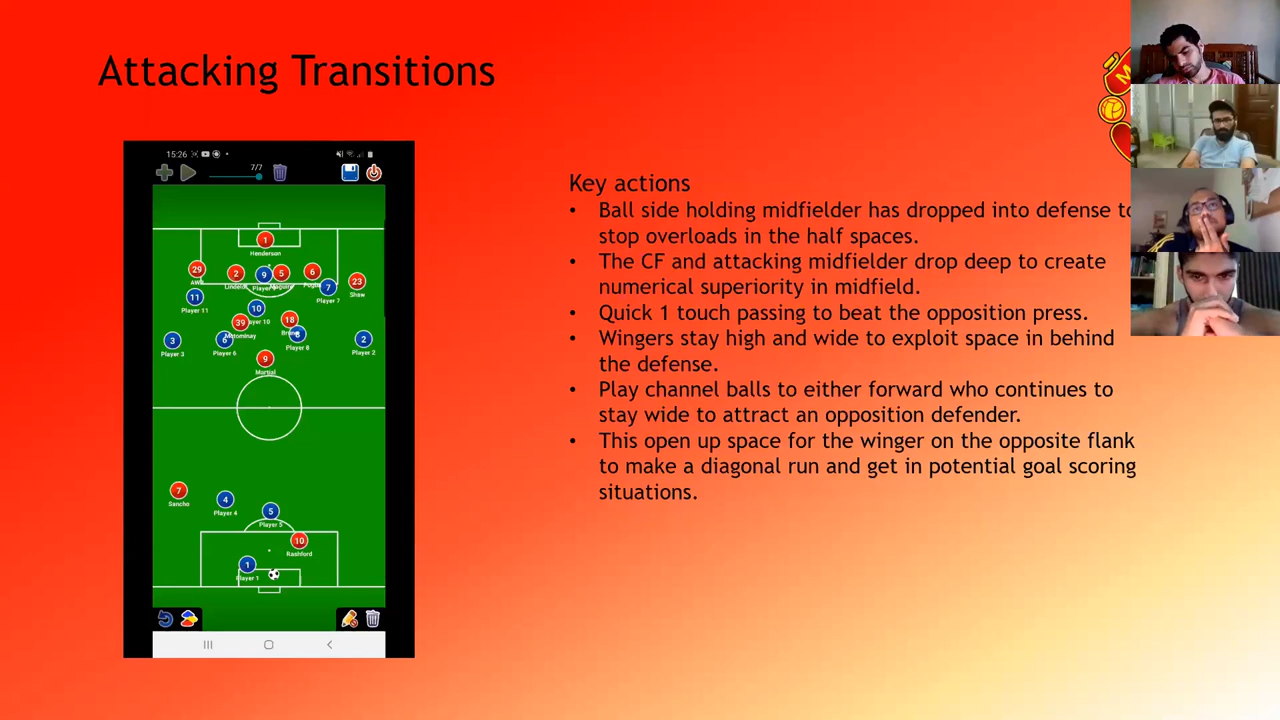 Attacking Transitions
15:26
7/7
1
Henderson
29
2
9
5
6
23
Shaw
11
Player 11
7
Player 7
10
39
18
8
Player 8
3
Player 3
6
Player 6
2
Player 2
9
Martial
7
Sancho
4
Player 4
5
Player 5
10
Rashford
1
Player 1
Key actions
• Ball side holding midfielder has dropped into defense to
stop overloads in the half spaces.
• The CF and attacking midfielder drop deep to create
numerical superiority in midfield.
• Quick 1 touch passing to beat the opposition press.
• Wingers stay high and wide to exploit space in behind
the defense.
• Play channel balls to either forward who continues to
stay wide to attract an opposition defender.
• This open up space for the winger on the opposite flank
to make a diagonal run and get in potential goal scoring
situations.